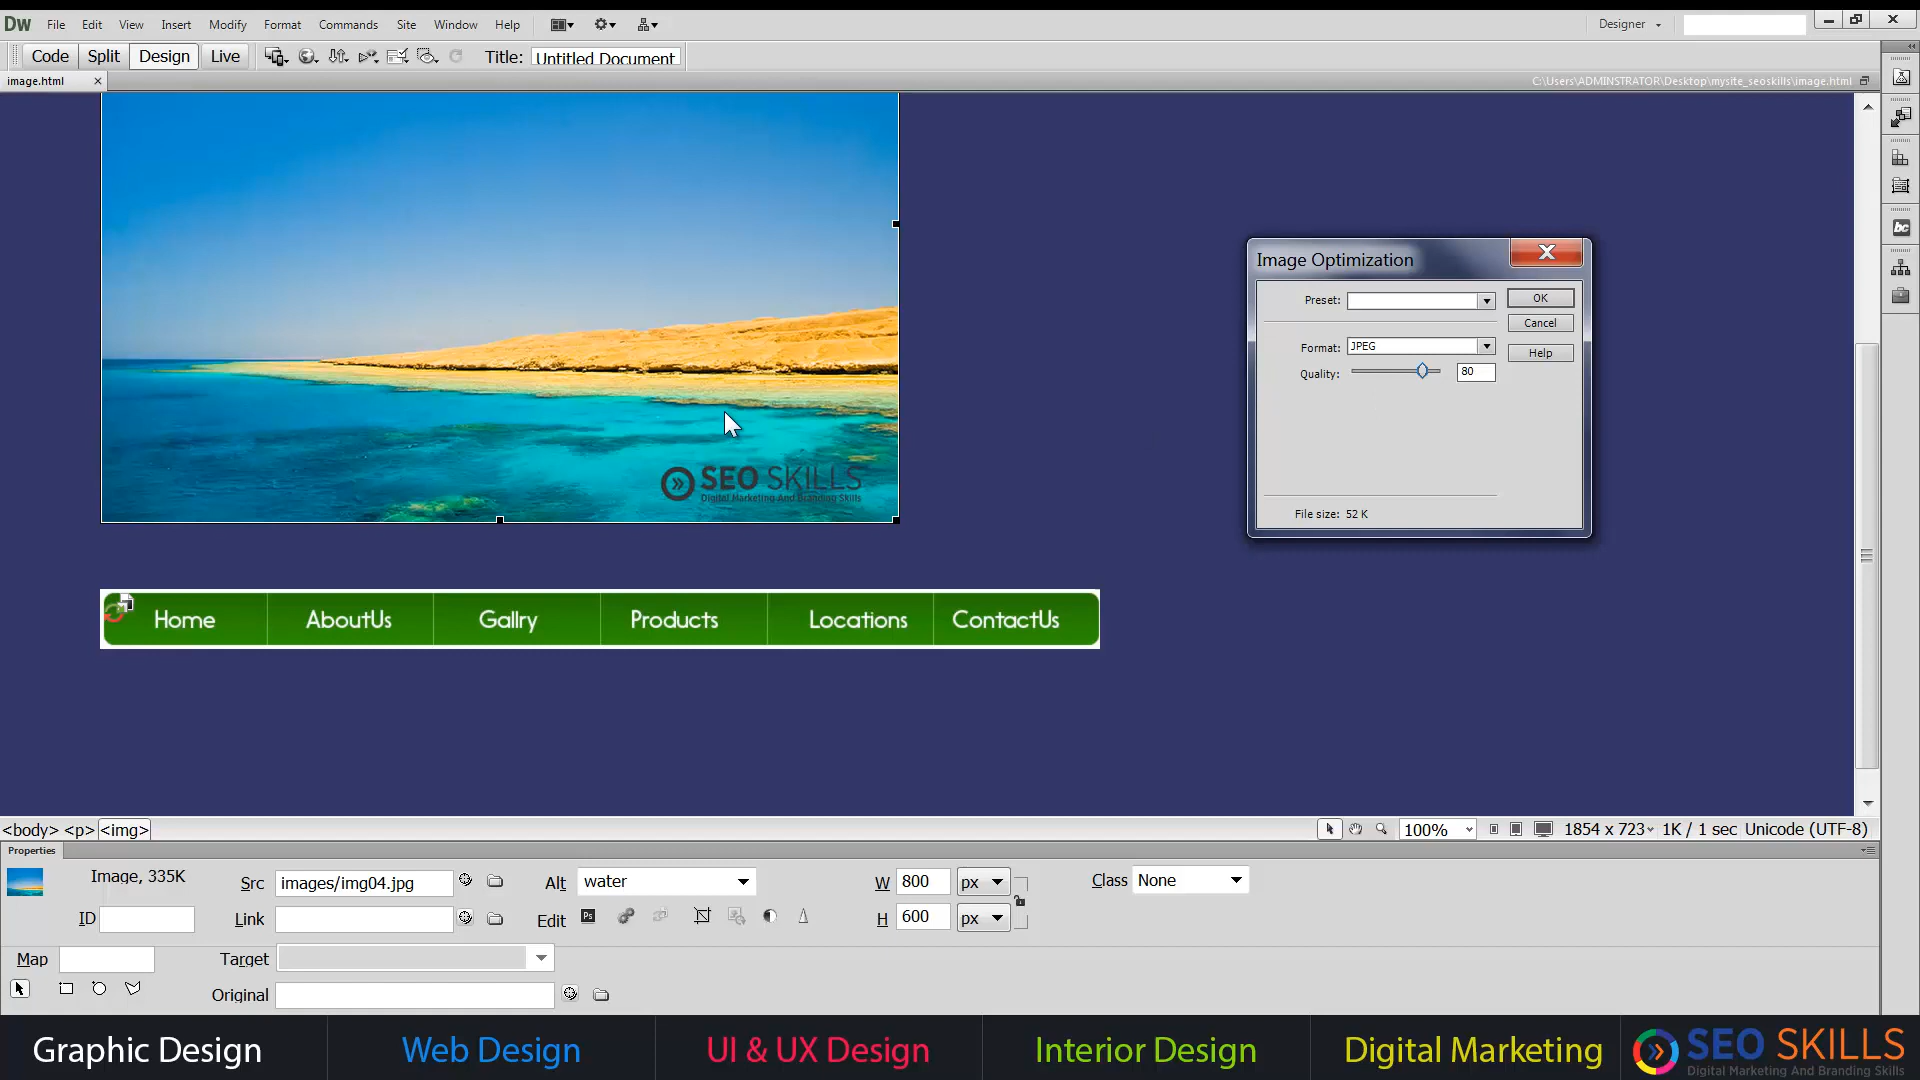 Dw File Edit View Insert Modify Format Commands Site Window Help Designer
Code Split Design Live Title: Untitled Document
image.html C:\Users\ADMINSTRATOR\Desktop\mysite_seoskills\image.html
bc
SEO SKILLS
Digital Marketing And Branding Skills
Image Optimization
Preset: OK
Cancel
Format: JPEG
Help
Quality: 80
File size: 52 K
Home AboutUs Gallry Products Locations ContactUs
<body> <p> <img> 100% 1854 x 723 1K / 1 sec Unicode (UTF-8)
Properties
Image, 335K Src images/img04.jpg Alt water W 800 px Class None
ID Link Edit Ps H 600 px
Map Target
Original
Graphic Design Web Design UI & UX Design Interior Design Digital Marketing SEO SKILLS
Digital Marketing And Branding Skills